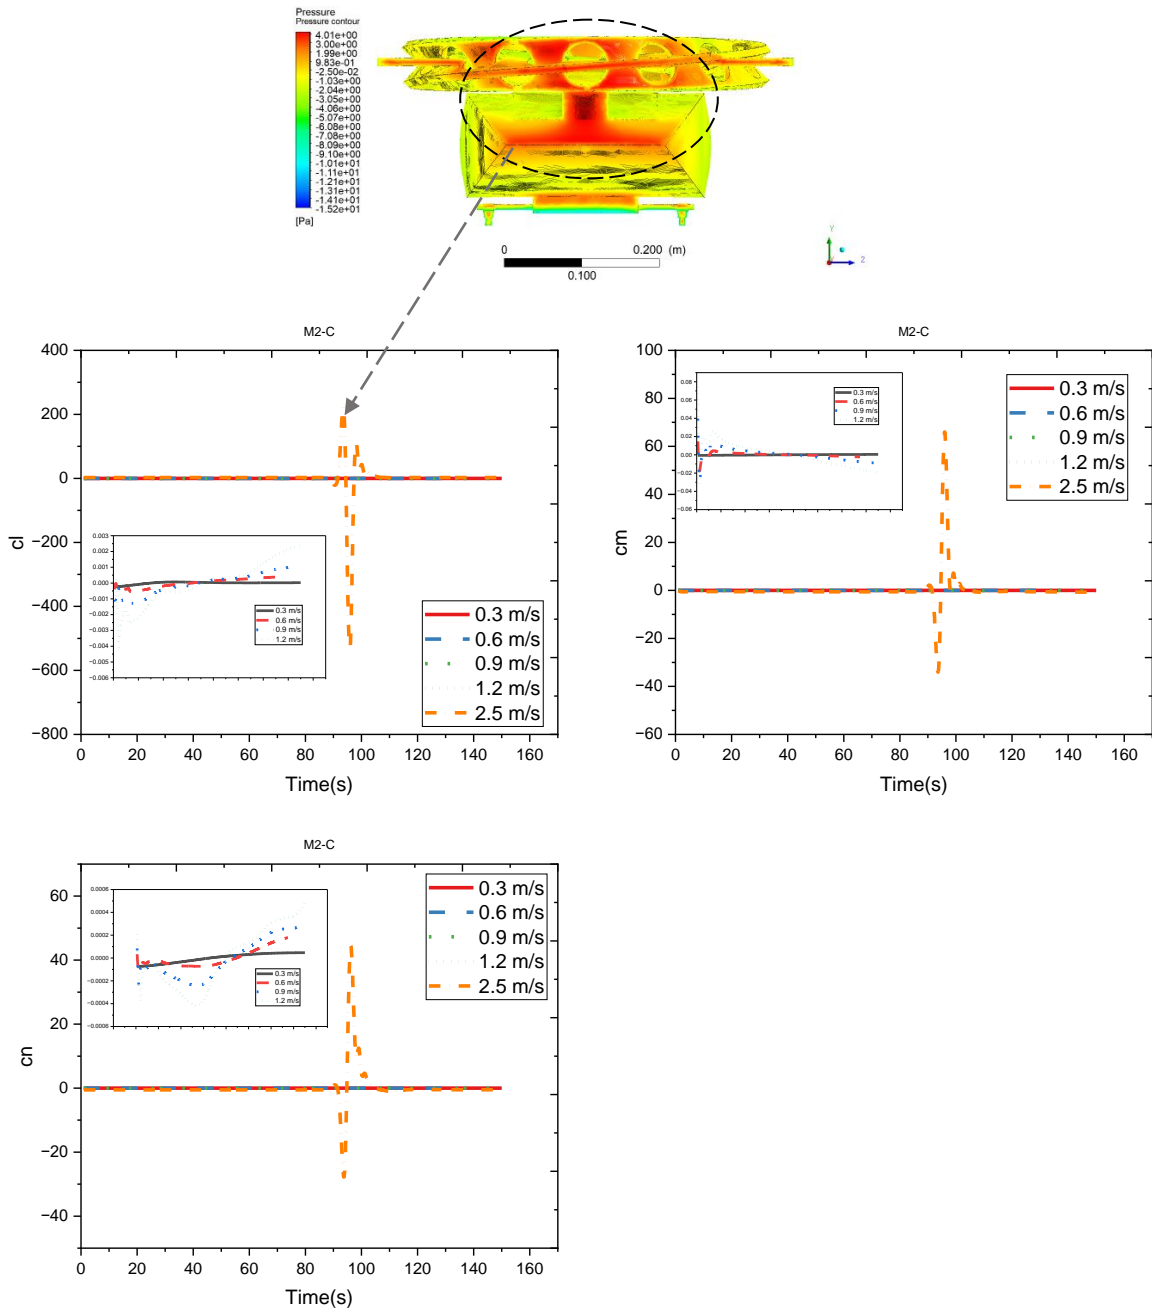 Pressure
Pressure contour
4.01e+00
3.00e+00
1.99e+00
9.83e-01
-2.50e-02
-1.03e+00
-2.04e+00
-3.05e+00
-4.06e+00
-5.07e+00
-6.08e+00
-7.08e+00
-8.09e+00
-9.10e+00
-1.01e+01
-1.11e+01
-1.21e+01
-1.31e+01
-1.41e+01
-1.52e+01
[Pa]
0 0.200 (m)
0.100
Y
Z
M2-C
400
200
0
−200
−400
−600
−800
cl
0 20 40 60 80 100 120 140 160
Time(s)
0.003
0.002
0.001
0.000
−0.001
−0.002
−0.003
−0.004
−0.005
−0.006
0.3 m/s
0.6 m/s
0.9 m/s
1.2 m/s
0.3 m/s
0.6 m/s
0.9 m/s
1.2 m/s
2.5 m/s
M2-C
100
80
60
40
20
0
−20
−40
−60
cm
0 20 40 60 80 100 120 140 160
Time(s)
0.08
0.06
0.04
0.02
0.00
−0.02
−0.04
−0.06
0.3 m/s
0.6 m/s
0.9 m/s
1.2 m/s
0.3 m/s
0.6 m/s
0.9 m/s
1.2 m/s
2.5 m/s
M2-C
60
40
20
0
−20
−40
cn
0 20 40 60 80 100 120 140 160
Time(s)
0.0006
0.0004
0.0002
0.0000
−0.0002
−0.0004
−0.0006
0.3 m/s
0.6 m/s
0.9 m/s
1.2 m/s
0.3 m/s
0.6 m/s
0.9 m/s
1.2 m/s
2.5 m/s